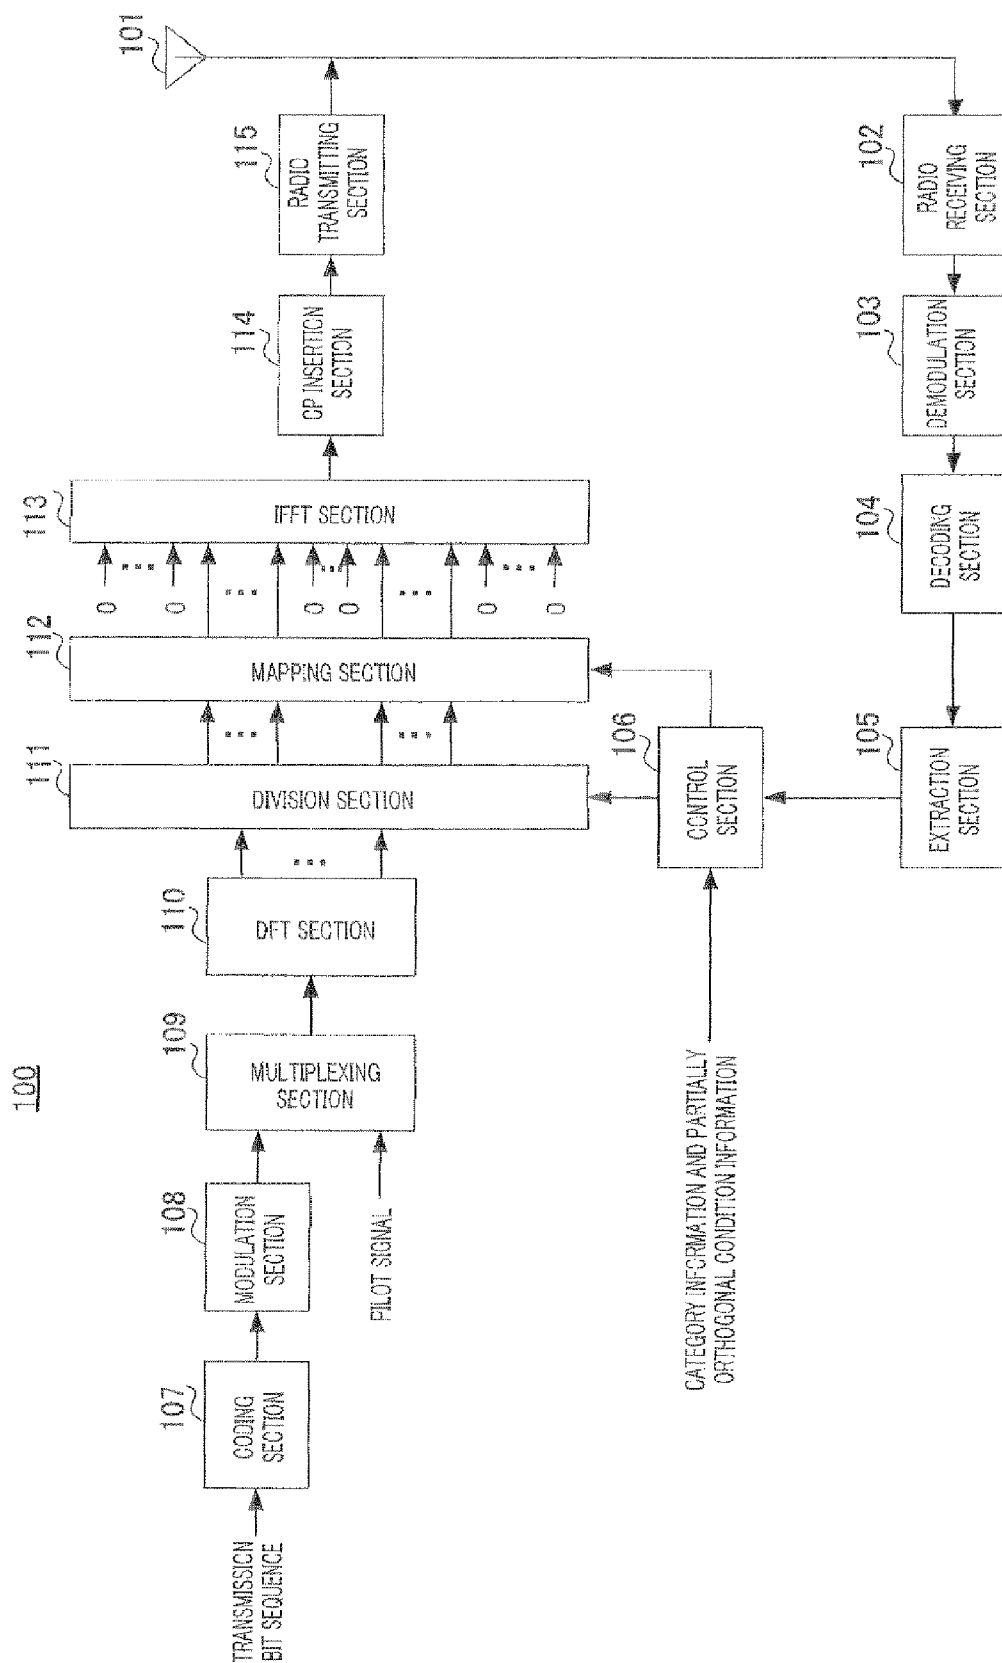 100
TRANSMISSION
BIT SEQUENCE
107
CODING
SECTION
108
MODULATION
SECTION
PILOT SIGNAL
109
MULTIPLEXING
SECTION
110
DFT SECTION
...
111
DIVISION SECTION
...
...
112
MAPPING SECTION
0
...
0
...
0
...
0
...
0
...
0
113
IFFT SECTION
114
CP INSERTION
SECTION
115
RADIO
TRANSMITTING
SECTION
101
CATEGORY INFORMATION AND PARTIALLY
ORTHOGONAL CONDITION INFORMATION
106
CONTROL
SECTION
105
EXTRACTION
SECTION
104
DECODING
SECTION
103
DEMODULATION
SECTION
102
RADIO
RECEIVING
SECTION